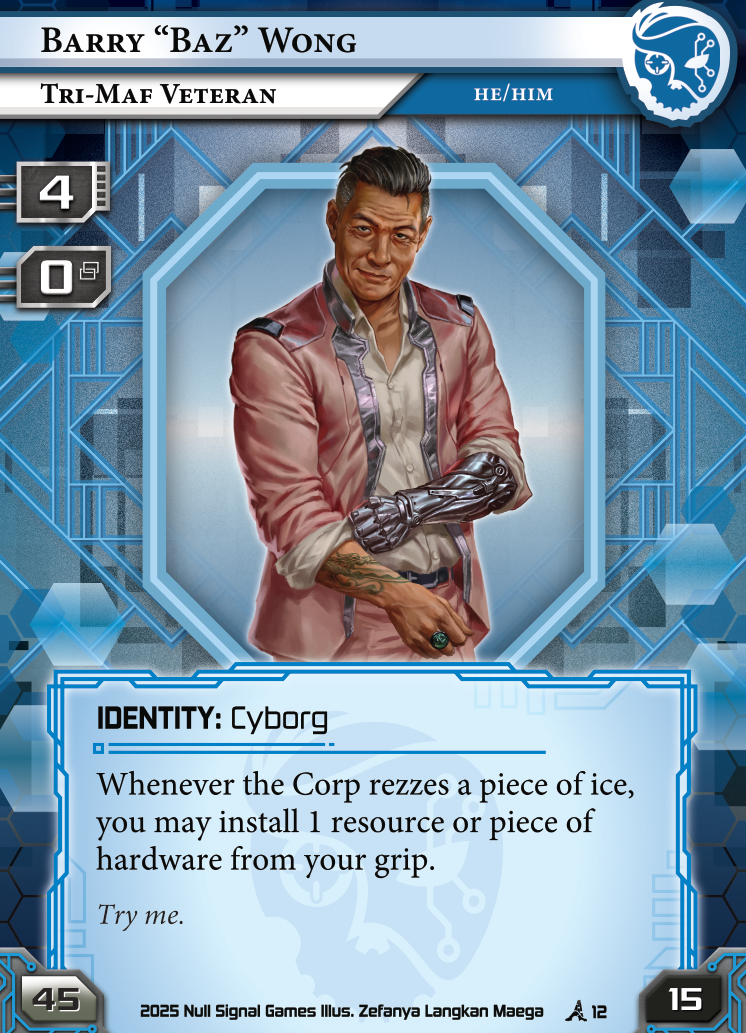 Barry “Baz” Wong
Tri-Maf Veteran
he/him
4
0
Identity: Cyborg
Whenever the Corp rezzes a piece of ice,
you may install 1 resource or piece of
hardware from your grip.
Try me.
45
2025 Null Signal Games Illus. Zefanya Langkan Maega
12
15